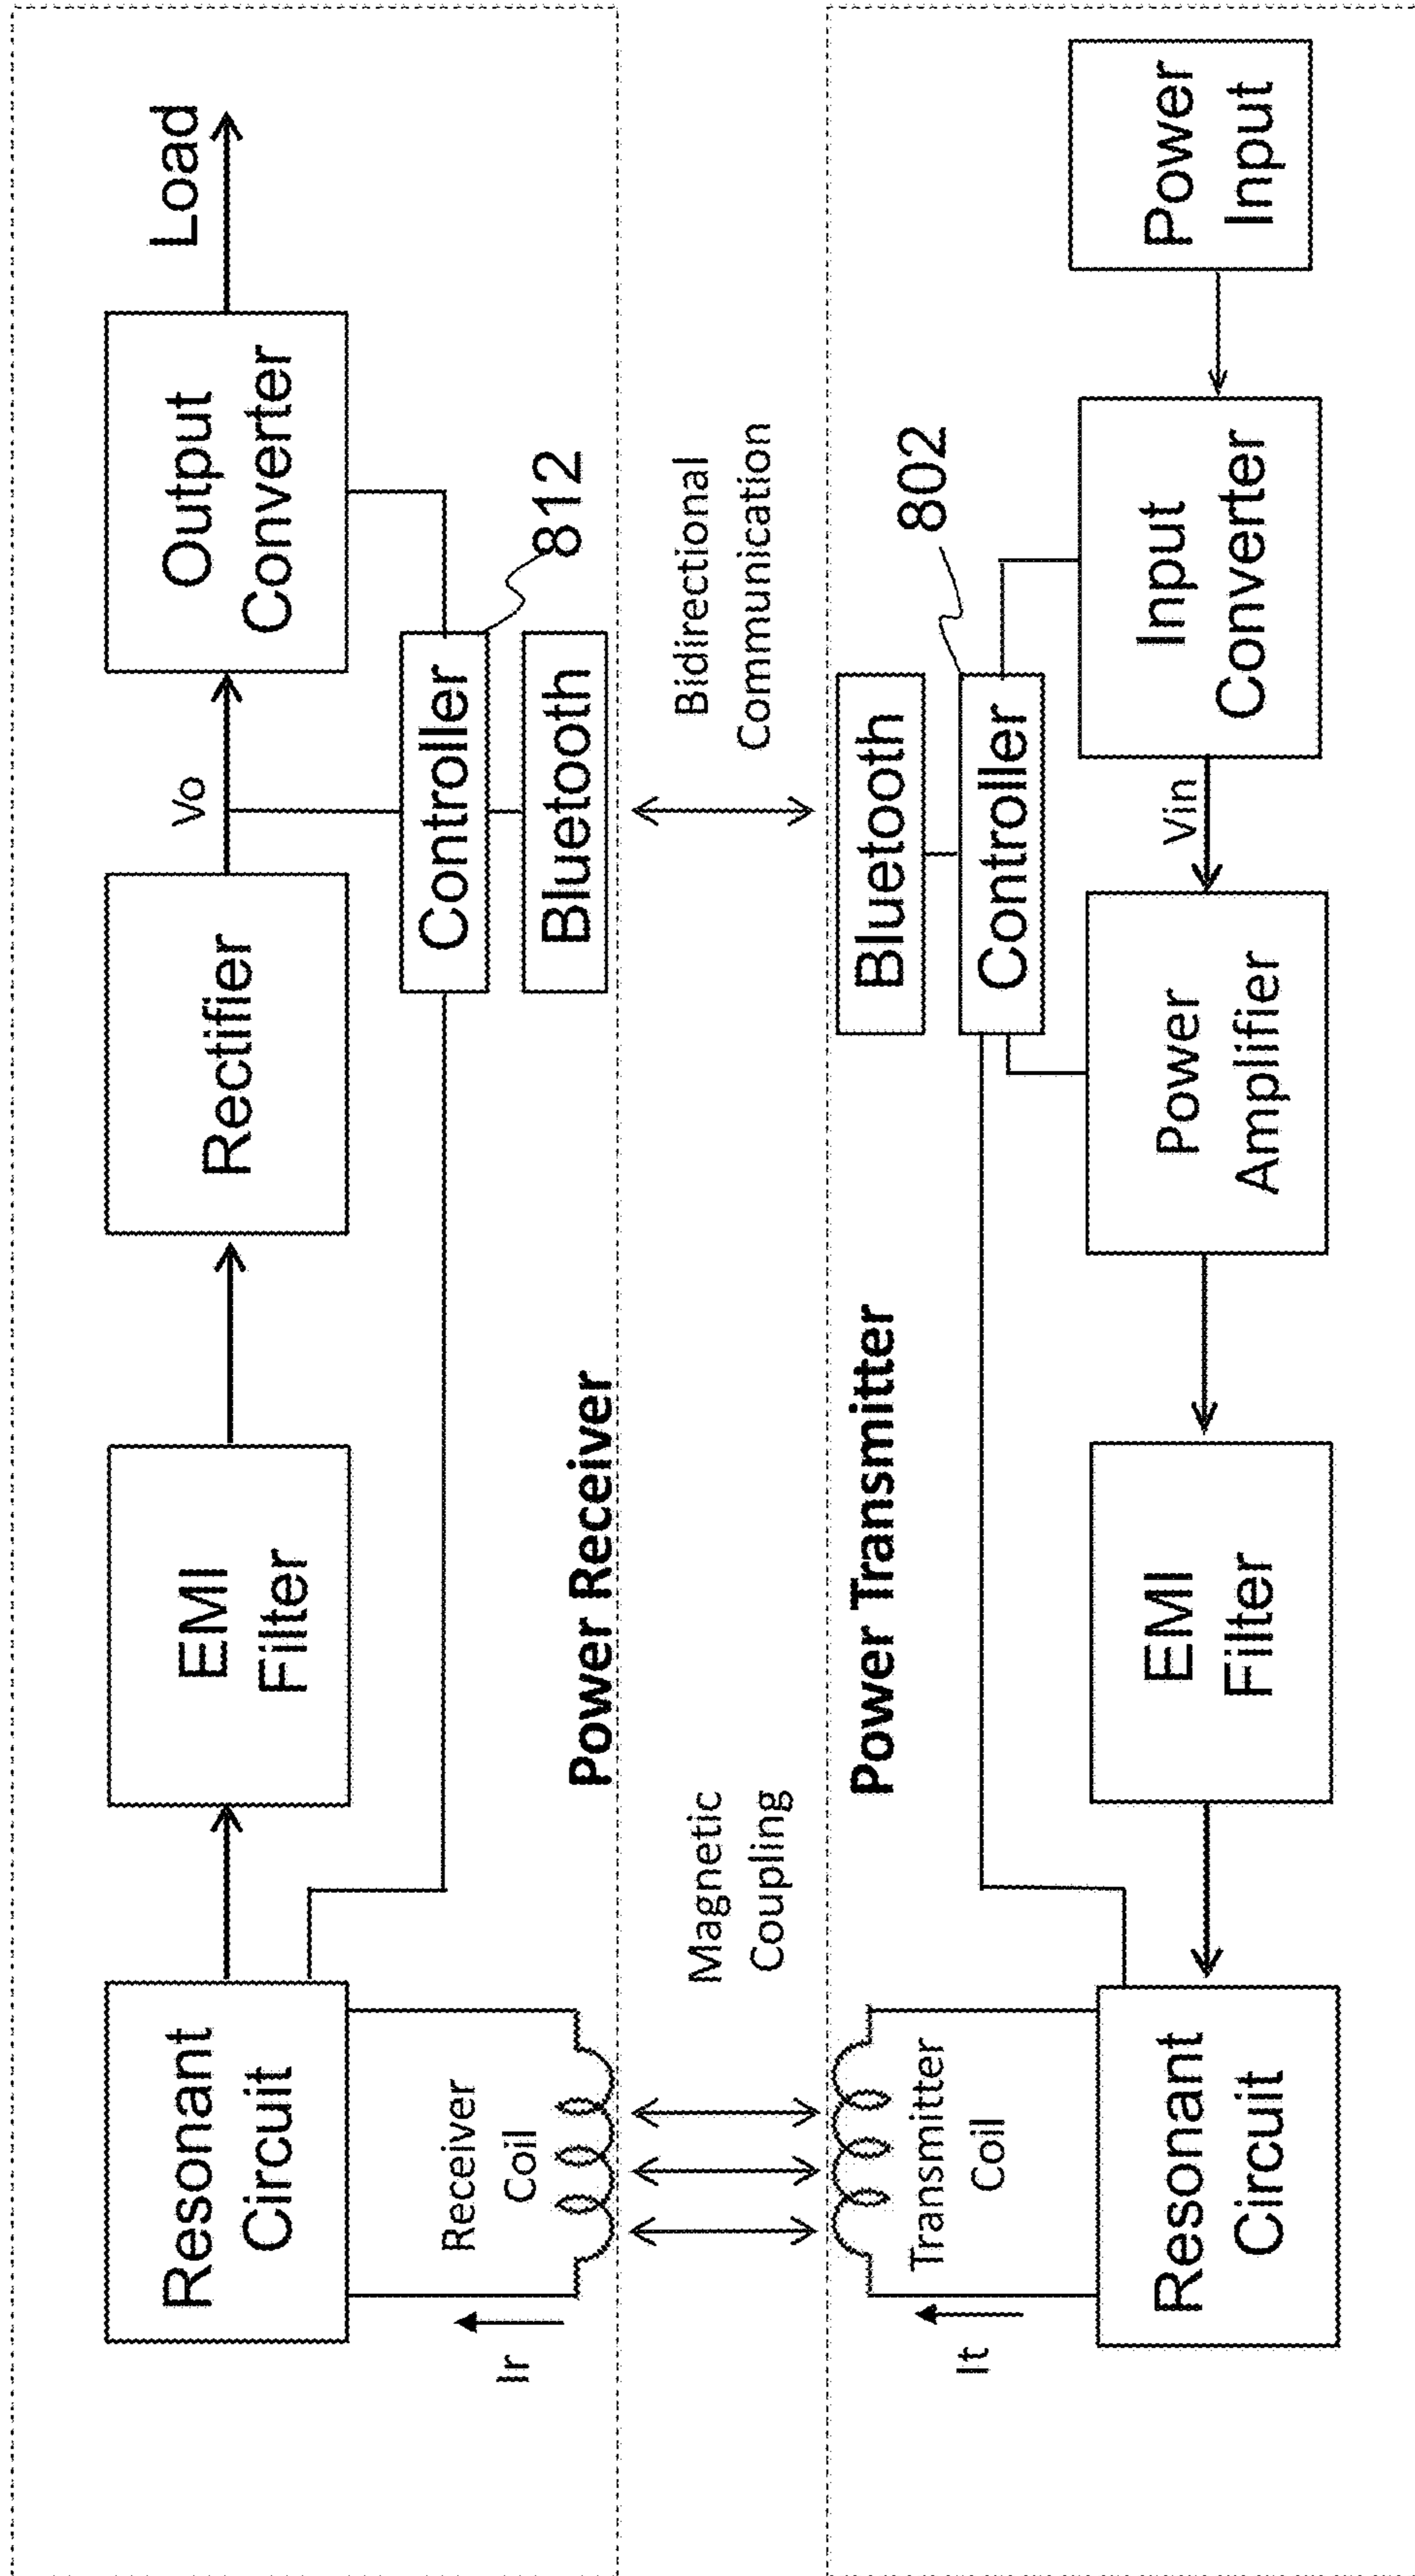 Resonant
Circuit
EMI
Filter
Rectifier
Vo
Output
Converter
Load
Receiver
Coil
Ir
Controller
812
Bluetooth
Power Receiver
Magnetic
Coupling
Bidirectional
Communication
Power Transmitter
Bluetooth
802
Controller
Transmitter
Coil
It
Resonant
Circuit
EMI
Filter
Power
Amplifier
Vin
Input
Converter
Power
Input